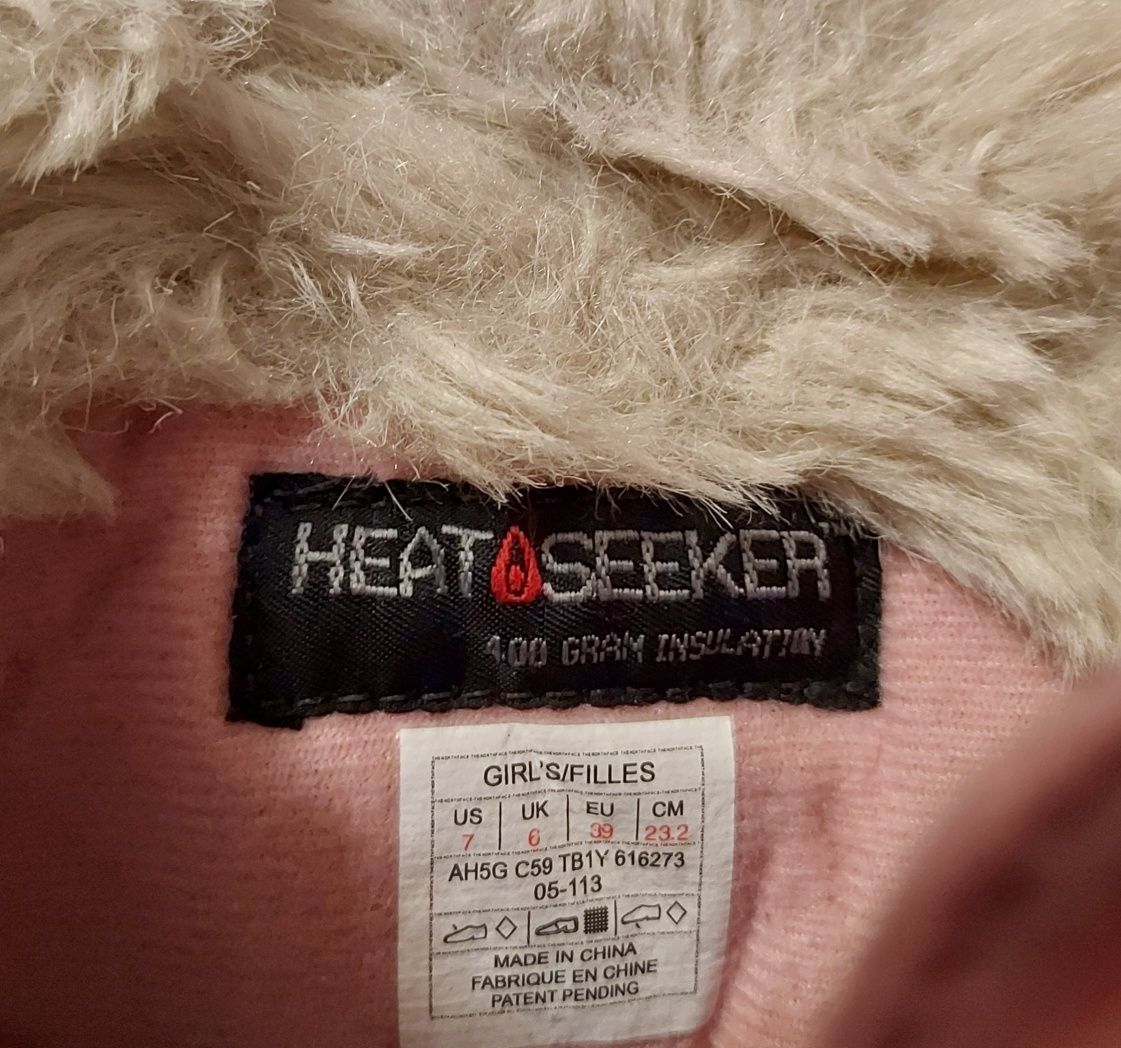 HEAT SEEKER™
100 GRAM INSULATION
GIRL'S/FILLES
US UK EU CM
7 6 39 23.2
AH5G C59 TB1Y 616273
05-113
MADE IN CHINA
FABRIQUE EN CHINE
PATENT PENDING